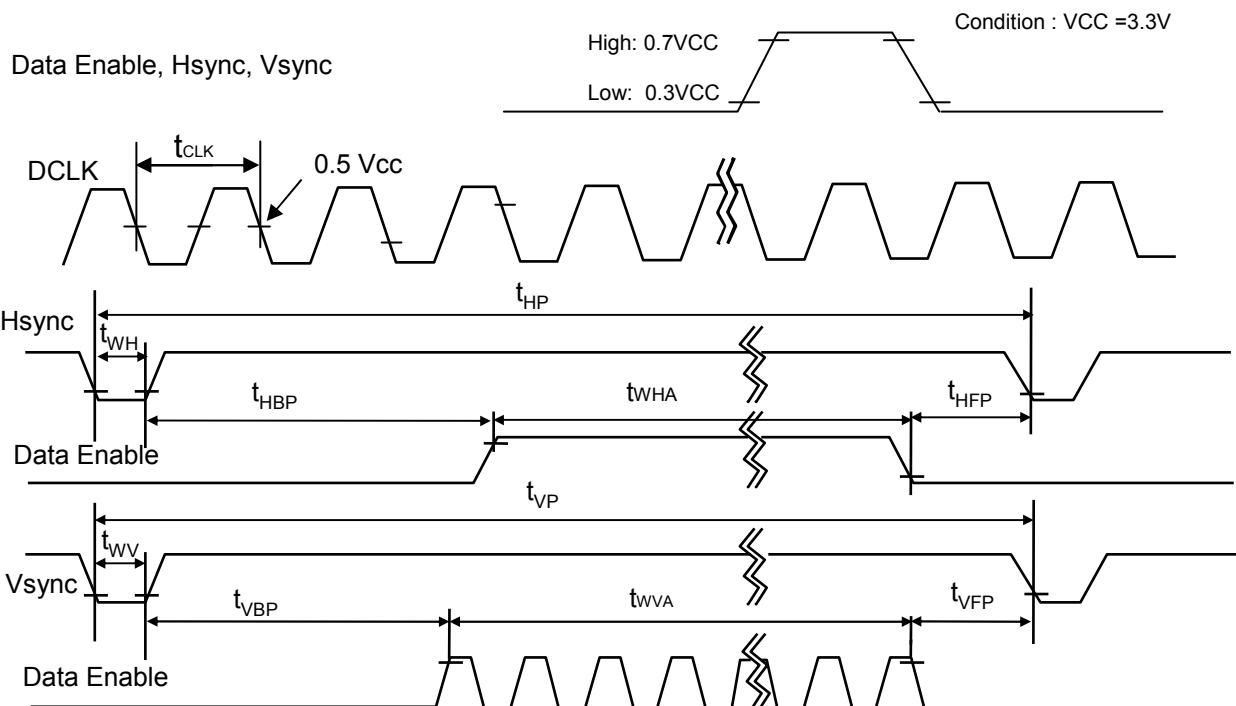 Condition : VCC =3.3V
High: 0.7VCC
Data Enable, Hsync, Vsync
Low: 0.3VCC
tCLK
0.5 Vcc
DCLK
tHP
Hsync
tWH
tHBP
tWHA
tHFP
Data Enable
tVP
tWV
Vsync
tVBP
tWVA
tVFP
Data Enable